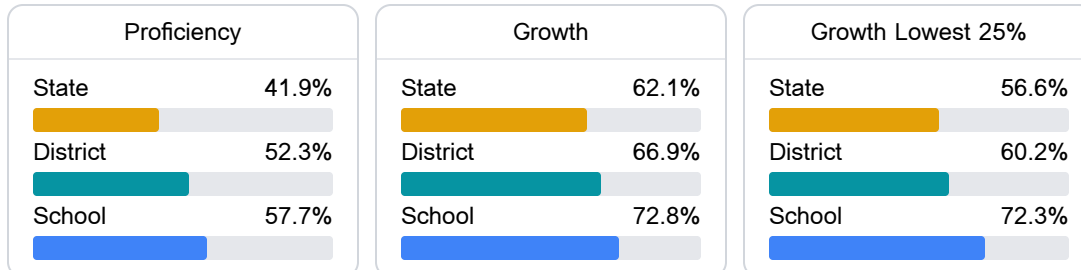 Proficiency
State 41.9%
District 52.3%
School 57.7%
Growth
State 62.1%
District 66.9%
School 72.8%
Growth Lowest 25%
State 56.6%
District 60.2%
School 72.3%